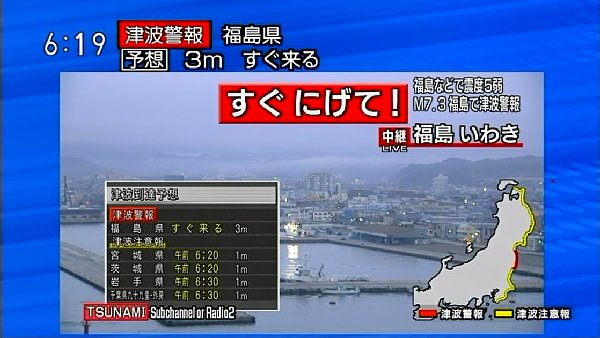 6:19 津波警報 福島県
予想 3m すぐ来る
すぐ にげて!
福島などで震度5弱
M7.3 福島で津波警報
中継 福島 いわき
LIVE
津波到達予想
津波警報
福島県 すぐ来る 3m
津波注意報
宮城県 午前 6:20 1m
茨城県 午前 6:20 1m
岩手県 午前 6:30 1m
千葉県九十九里・外房 午前 6:30 1m
TSUNAMI Subchannel or Radio2
津波警報 津波注意報